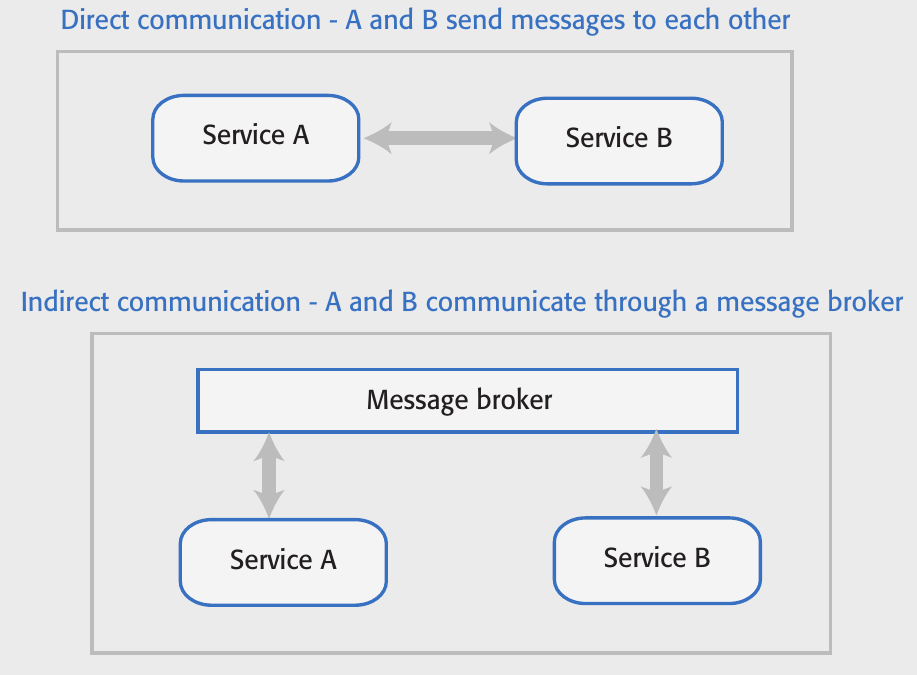 Direct communication - A and B send messages to each other
Service A
Service B
Indirect communication - A and B communicate through a message broker
Message broker
Service A
Service B